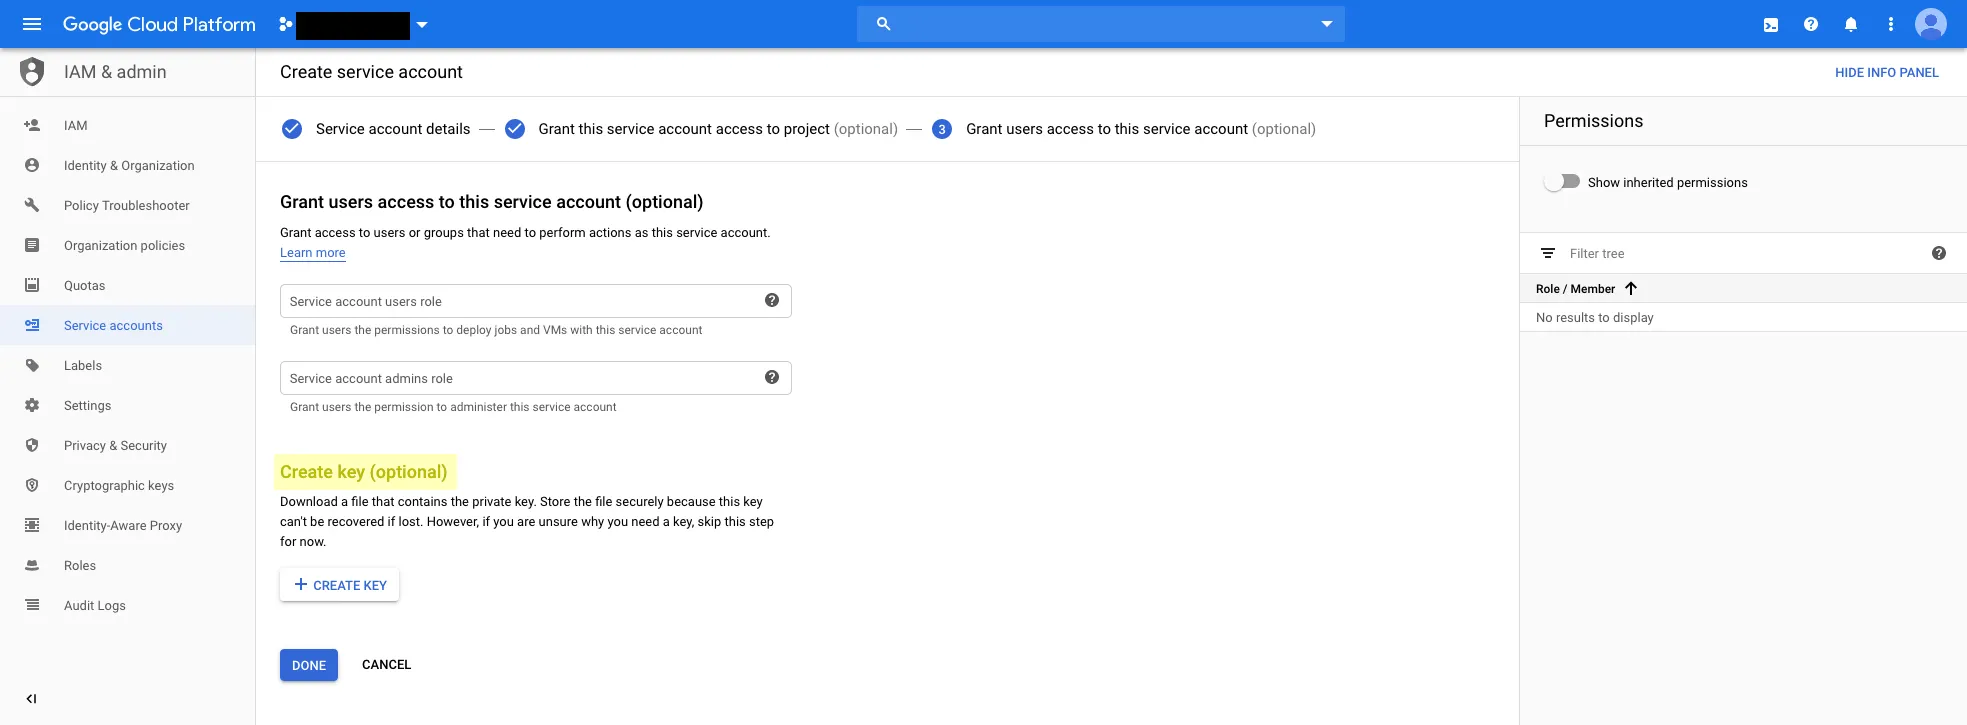 Google Cloud Platform
IAM & admin
Create service account
HIDE INFO PANEL
IAM
Identity & Organization
Policy Troubleshooter
Organization policies
Quotas
Service accounts
Labels
Settings
Privacy & Security
Cryptographic keys
Identity-Aware Proxy
Roles
Audit Logs
Service account details — Grant this service account access to project (optional) — 3 Grant users access to this service account (optional)
Grant users access to this service account (optional)
Grant access to users or groups that need to perform actions as this service account.
Learn more
Service account users role
Grant users the permissions to deploy jobs and VMs with this service account
Service account admins role
Grant users the permission to administer this service account
Create key (optional)
Download a file that contains the private key. Store the file securely because this key
can't be recovered if lost. However, if you are unsure why you need a key, skip this step
for now.
+ CREATE KEY
DONE CANCEL
Permissions
Show inherited permissions
Filter tree
Role / Member
No results to display